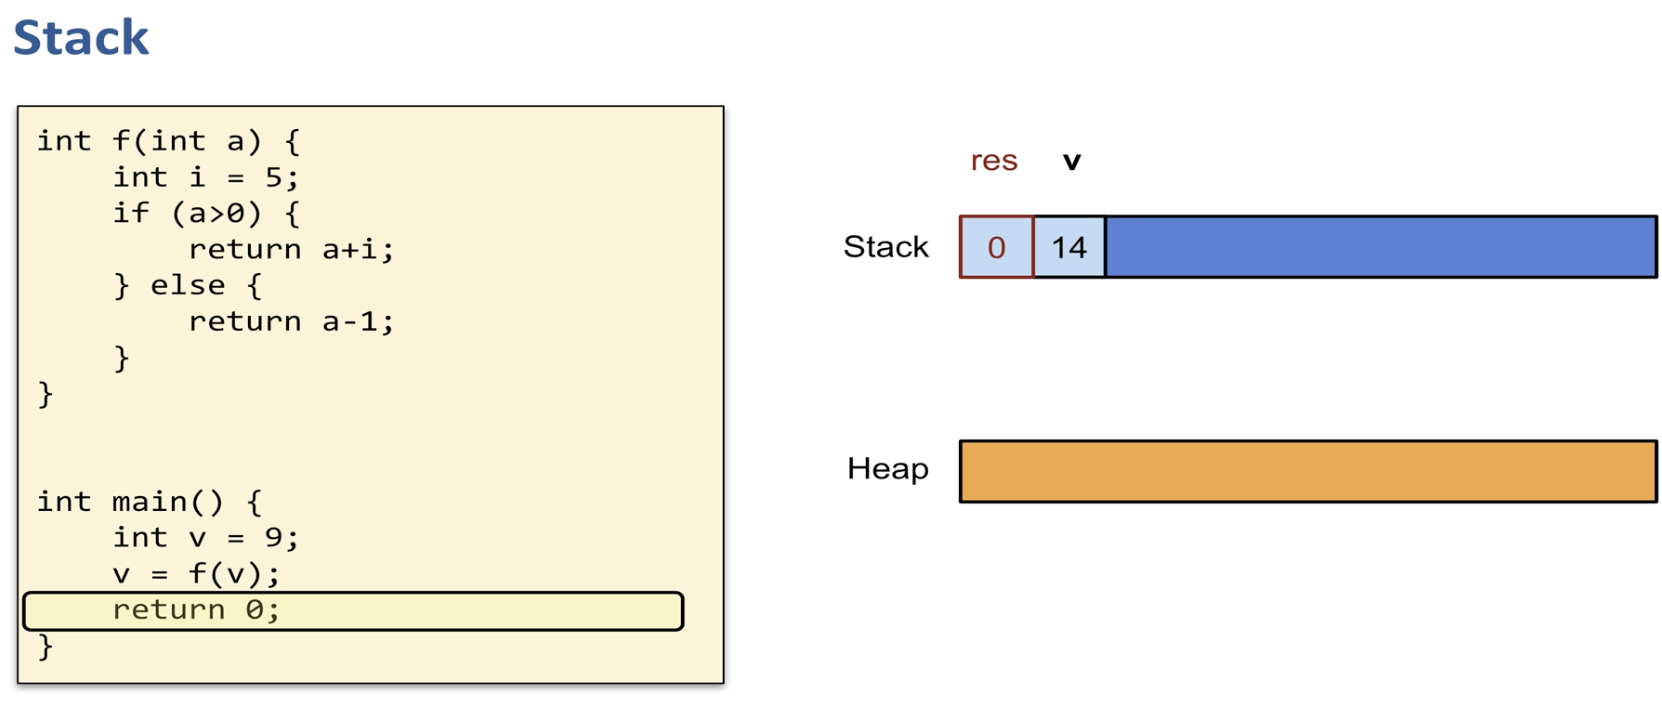 Stack
int f(int a) {
    int i = 5;
    if (a>0) {
        return a+i;
    } else {
        return a-1;
    }
}
int main() {
    int v = 9;
    v = f(v);
    return 0;
}
res v
Stack 0 14
Heap